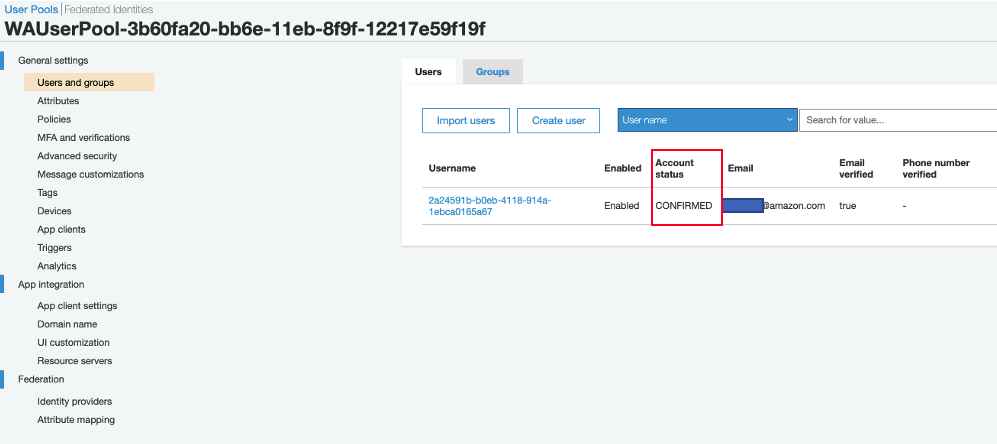 User Pools | Federated Identities
WAUserPool-3b60fa20-bb6e-11eb-8f9f-12217e59f19f
General settings
Users and groups
Attributes
Policies
MFA and verifications
Advanced security
Message customizations
Tags
Devices
App clients
Triggers
Analytics
App integration
App client settings
Domain name
UI customization
Resource servers
Federation
Identity providers
Attribute mapping
Users Groups
Import users Create user User name Search for value...
Username Enabled Account status Email Email verified Phone number verified
2a24591b-b0eb-4118-914a-
1ebca0165a67 Enabled CONFIRMED @amazon.com true -